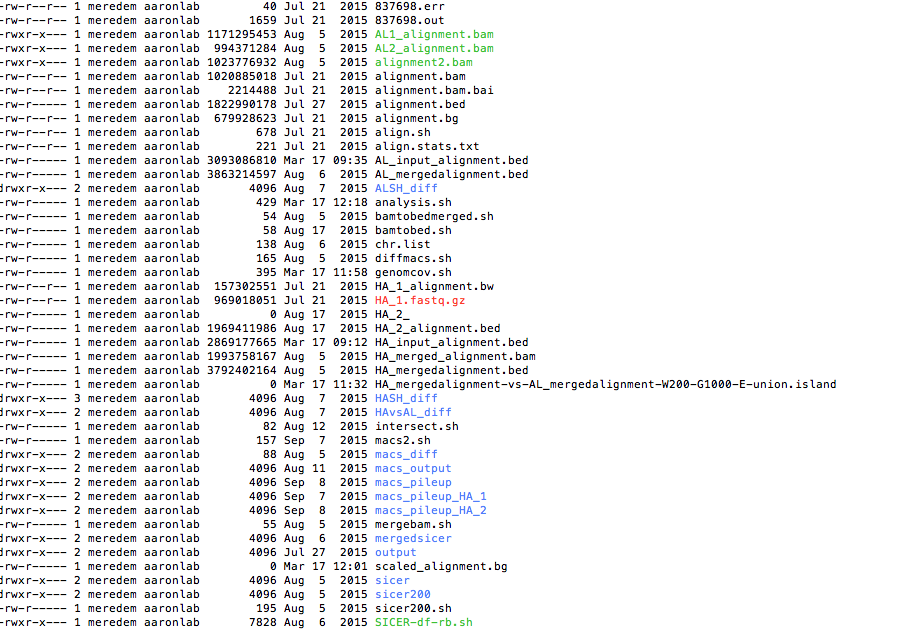 -rw-r--r-- 1 meredem aaronlab         40 Jul 21  2015 837698.err
-rw-r--r-- 1 meredem aaronlab       1659 Jul 21  2015 837698.out
-rwxr-x--- 1 meredem aaronlab 1171295453 Aug  5  2015 AL1_alignment.bam
-rwxr-x--- 1 meredem aaronlab  994371284 Aug  5  2015 AL2_alignment.bam
-rwxr-x--- 1 meredem aaronlab 1023776932 Aug  5  2015 alignment2.bam
-rw-r----- 1 meredem aaronlab 1020885018 Jul 21  2015 alignment.bam
-rw-r----- 1 meredem aaronlab    2214488 Jul 21  2015 alignment.bam.bai
-rw-r----- 1 meredem aaronlab 1822990178 Jul 27  2015 alignment.bed
-rw-r----- 1 meredem aaronlab  679928623 Jul 21  2015 alignment.bg
-rw-r----- 1 meredem aaronlab        678 Jul 21  2015 align.sh
-rw-r----- 1 meredem aaronlab        221 Jul 21  2015 align.stats.txt
-rw-r----- 1 meredem aaronlab 3093086810 Mar 17 09:35 AL_input_alignment.bed
-rw-r----- 1 meredem aaronlab 3863214597 Aug  6  2015 AL_mergedalignment.bed
drwxr-x--- 2 meredem aaronlab       4096 Aug  7  2015 ALSH_diff
-rw-r----- 1 meredem aaronlab        429 Mar 17 12:18 analysis.sh
-rw-r----- 1 meredem aaronlab         54 Aug  5  2015 bamtobedmerged.sh
-rw-r----- 1 meredem aaronlab         58 Aug 17  2015 bamtobed.sh
-rw-r----- 1 meredem aaronlab        138 Aug  6  2015 chr.list
-rw-r----- 1 meredem aaronlab        165 Aug  5  2015 diffmacs.sh
-rw-r----- 1 meredem aaronlab        395 Mar 17 11:58 genomcov.sh
-rw-r----- 1 meredem aaronlab  157302551 Jul 21  2015 HA_1_alignment.bw
-rw-r----- 1 meredem aaronlab  969018051 Jul 21  2015 HA_1.fastq.gz
-rw-r----- 1 meredem aaronlab          0 Aug 17  2015 HA_2_
-rw-r----- 1 meredem aaronlab 1969411986 Aug 17  2015 HA_2_alignment.bed
-rw-r----- 1 meredem aaronlab 2869177665 Mar 17 09:12 HA_input_alignment.bed
-rw-r----- 1 meredem aaronlab 1993758167 Aug  5  2015 HA_merged_alignment.bam
-rw-r----- 1 meredem aaronlab 3792402164 Aug  5  2015 HA_mergedalignment.bed
-rw-r----- 1 meredem aaronlab          0 Mar 17 11:32 HA_mergedalignment-vs-AL_mergedalignment-W200-G1000-E-union.island
drwxr-x--- 3 meredem aaronlab       4096 Aug  7  2015 HASH_diff
drwxr-x--- 2 meredem aaronlab       4096 Aug  7  2015 HAvsAL_diff
-rw-r----- 1 meredem aaronlab         82 Aug 12  2015 intersect.sh
-rw-r----- 1 meredem aaronlab        157 Sep  7  2015 macs2.sh
drwxr-x--- 2 meredem aaronlab         88 Aug  5  2015 macs_diff
drwxr-x--- 2 meredem aaronlab       4096 Aug 11  2015 macs_output
drwxr-x--- 2 meredem aaronlab       4096 Sep  8  2015 macs_pileup
drwxr-x--- 2 meredem aaronlab       4096 Sep  7  2015 macs_pileup_HA_1
drwxr-x--- 2 meredem aaronlab       4096 Sep  8  2015 macs_pileup_HA_2
-rw-r----- 1 meredem aaronlab         55 Aug  5  2015 mergebam.sh
drwxr-x--- 2 meredem aaronlab       4096 Aug  6  2015 mergedsicer
drwxr-x--- 2 meredem aaronlab       4096 Jul 27  2015 output
-rw-r----- 1 meredem aaronlab          0 Mar 17 12:01 scaled_alignment.bg
drwxr-x--- 2 meredem aaronlab       4096 Aug  5  2015 sicer
drwxr-x--- 2 meredem aaronlab       4096 Aug  5  2015 sicer200
-rw-r----- 1 meredem aaronlab        195 Aug  5  2015 sicer200.sh
-rwxr-x--- 1 meredem aaronlab       7828 Aug  6  2015 SICER-df-rb.sh